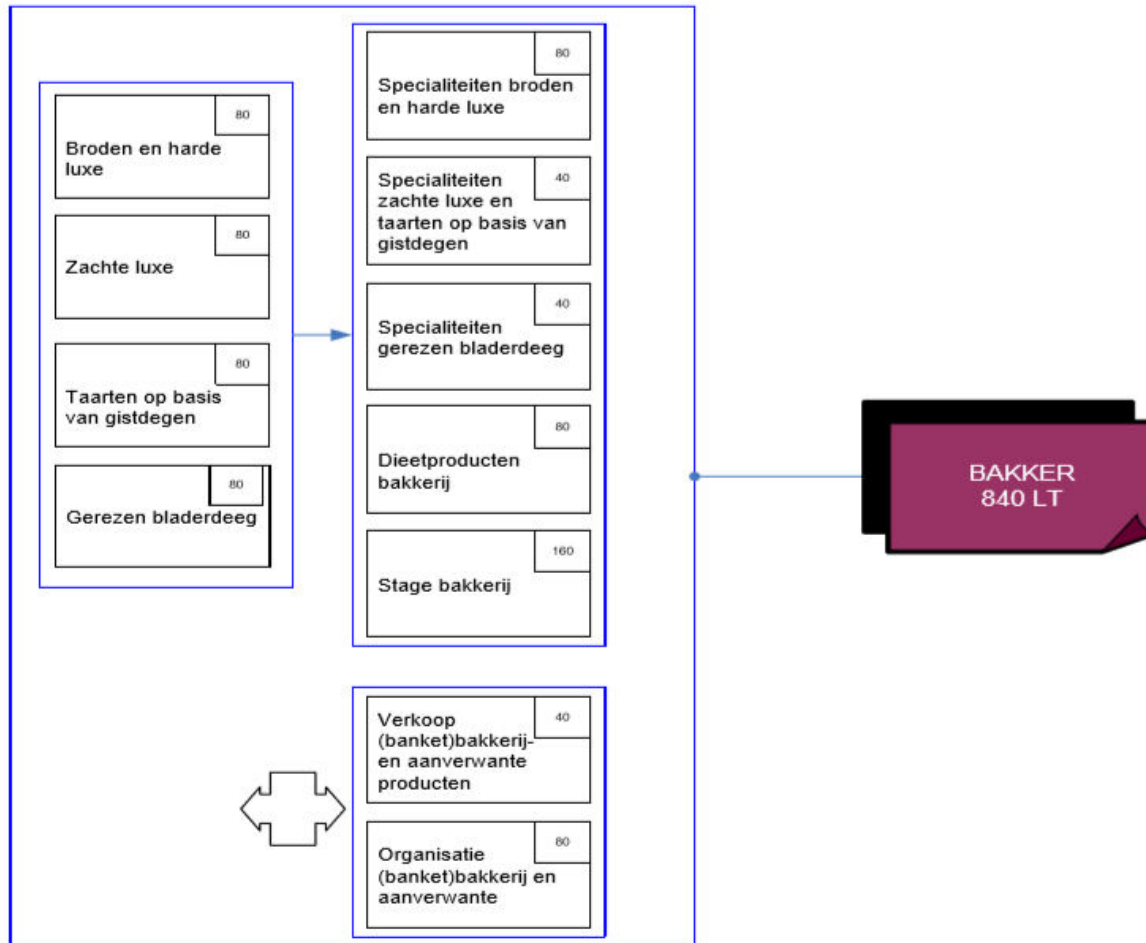 80
Broden en harde
luxe
80
Zachte luxe
80
Taarten op basis
van gistdegen
80
Gerezen bladerdeeg
80
Specialiteiten broden
en harde luxe
40
Specialiteiten
zachte luxe en
taarten op basis van
gistdegen
40
Specialiteiten
gerezen bladerdeeg
80
Dieetproducten
bakkerij
160
Stage bakkerij
40
Verkoop
(banket)bakkerij-
en aanverwante
producten
80
Organisatie
(banket)bakkerij en
aanverwante
BAKKER
840 LT